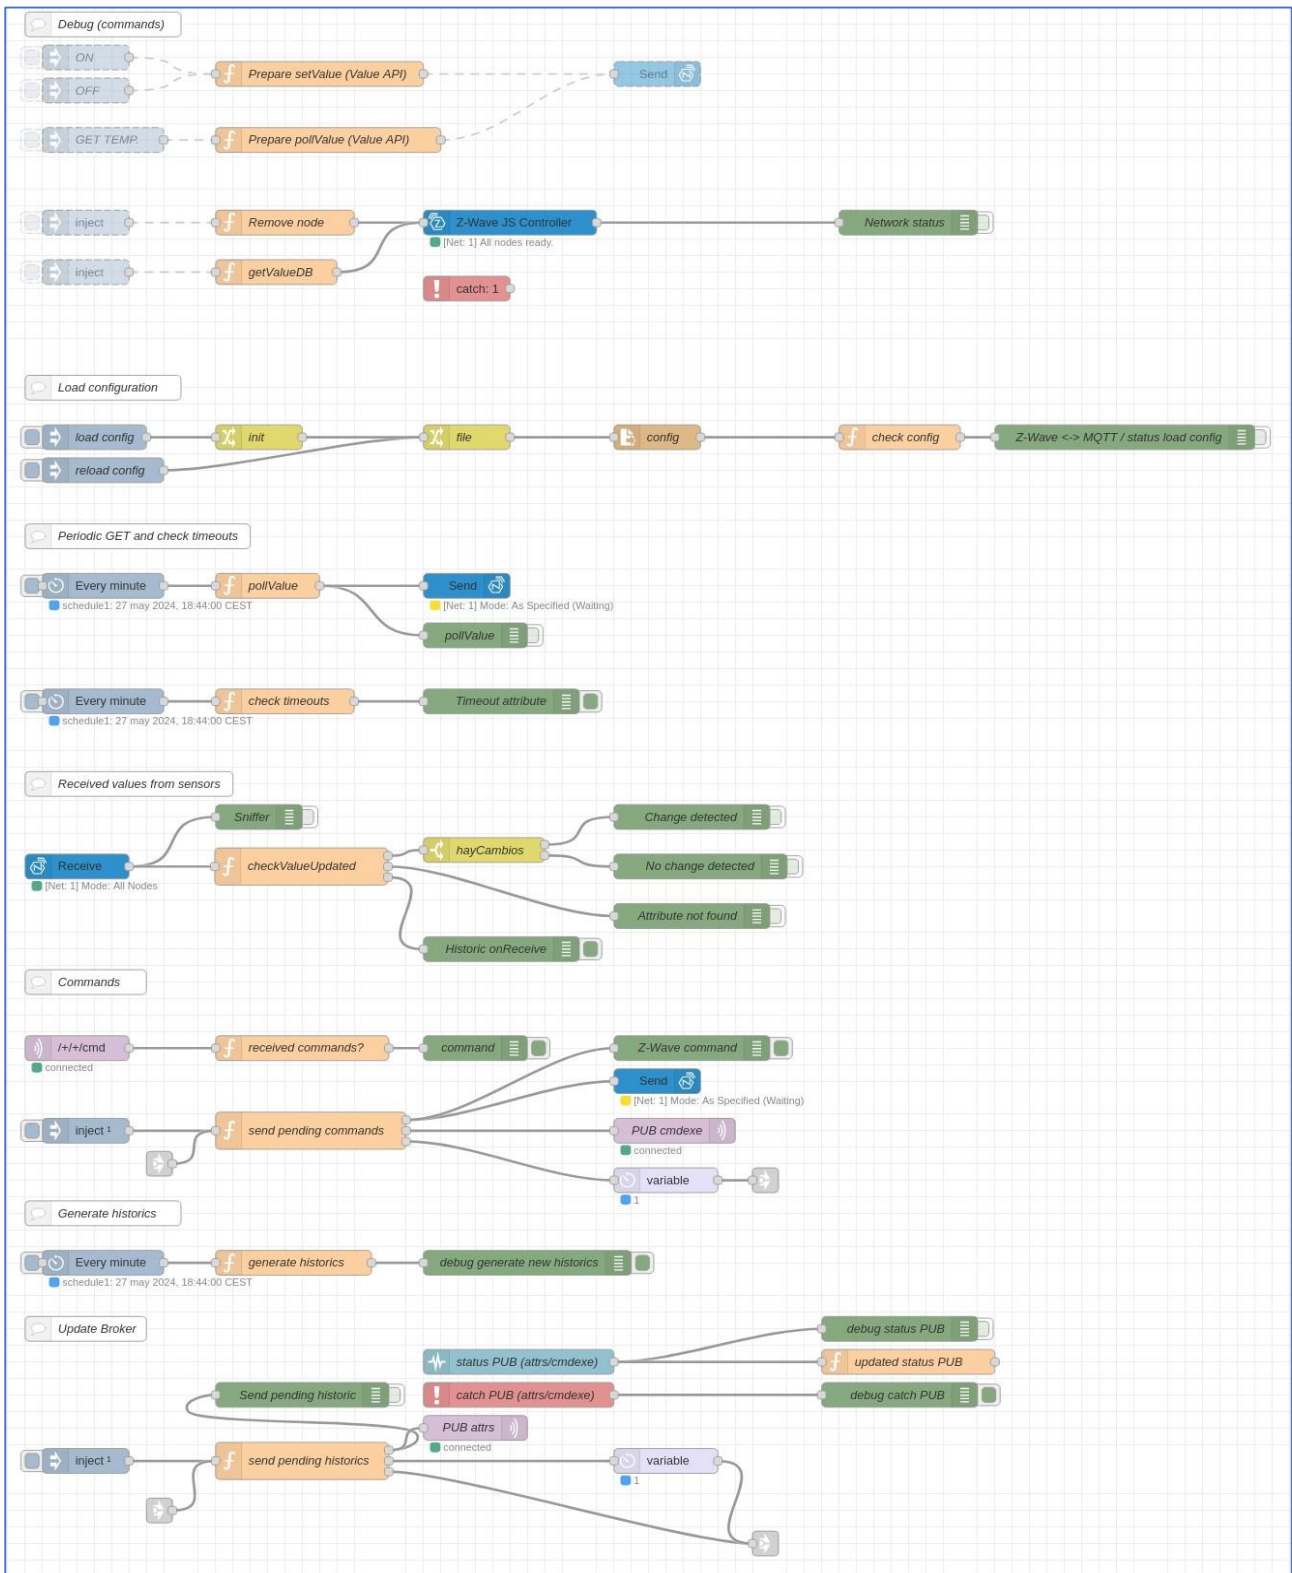 Debug (commands)
ON
OFF
Prepare setValue (Value API)
Send
GET TEMP.
Prepare pollValue (Value API)
inject
Remove node
Z-Wave JS Controller
Network status
[Net: 1] All nodes ready.
inject
getValueDB
catch: 1
Load configuration
load config
init
file
config
check config
Z-Wave <-> MQTT / status load config
reload config
Periodic GET and check timeouts
Every minute
pollValue
Send
schedule1: 27 may 2024, 18:44:00 CEST
[Net: 1] Mode: As Specified (Waiting)
pollValue
Every minute
check timeouts
Timeout attribute
schedule1: 27 may 2024, 18:44:00 CEST
Received values from sensors
Sniffer
Change detected
hayCambios
Receive
checkValueUpdated
No change detected
[Net: 1] Mode: All Nodes
Attribute not found
Historic onReceive
Commands
/+/+/cmd
received commands?
command
Z-Wave command
connected
Send
[Net: 1] Mode: As Specified (Waiting)
inject ¹
send pending commands
PUB cmdexe
connected
variable
1
Generate historics
Every minute
generate historics
debug generate new historics
schedule1: 27 may 2024, 18:44:00 CEST
Update Broker
debug status PUB
status PUB (attrs/cmdexe)
updated status PUB
Send pending historic
catch PUB (attrs/cmdexe)
debug catch PUB
PUB attrs
connected
inject ¹
send pending historics
variable
1